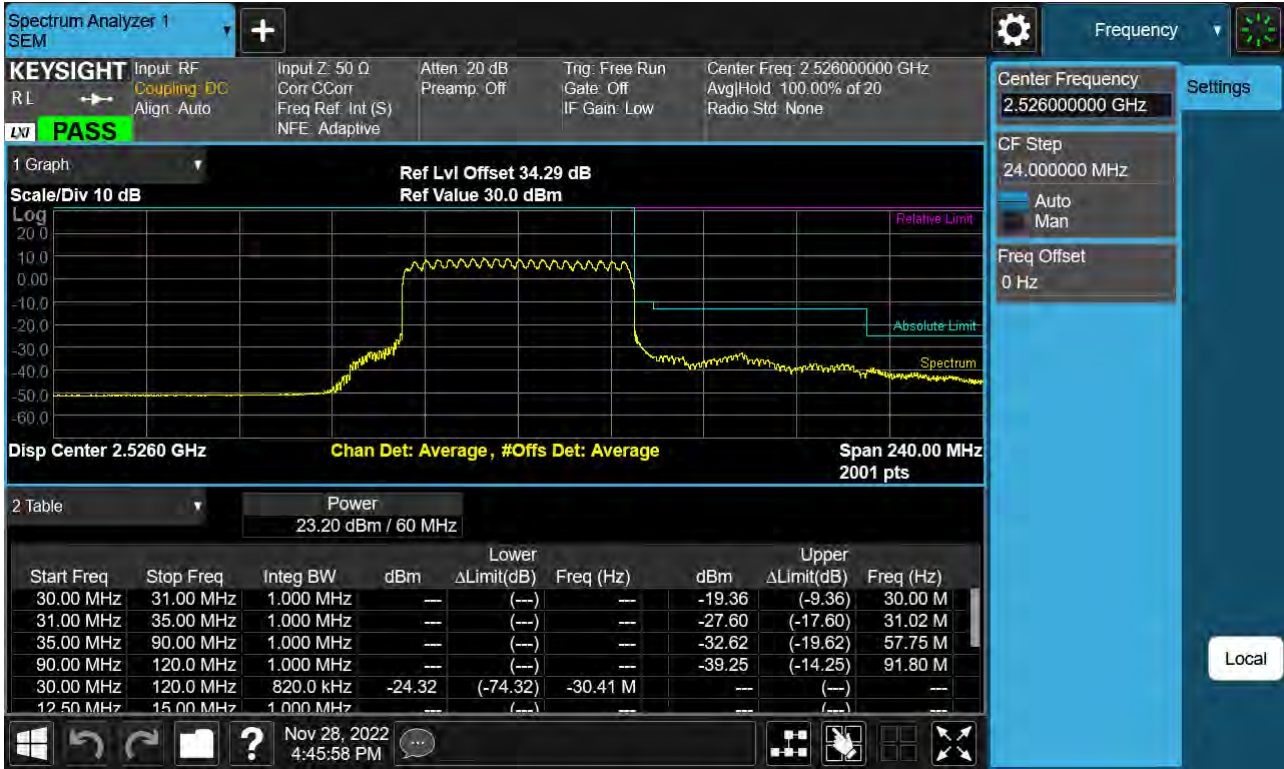 Spectrum Analyzer 1
SEM
Frequency
KEYSIGHT
RL
LXI PASS
Input: RF
Coupling: DC
Align: Auto
Input Z: 50 Ω
Corr CCorr
Freq Ref: Int (S)
NFE: Adaptive
Atten: 20 dB
Preamp: Off
Trig: Free Run
Gate: Off
IF Gain: Low
Center Freq: 2.526000000 GHz
Avg|Hold: 100.00% of 20
Radio Std: None
Center Frequency
2.526000000 GHz
Settings
CF Step
24.000000 MHz
Auto
Man
Freq Offset
0 Hz
Local
1 Graph
Scale/Div 10 dB
Ref Lvl Offset 34.29 dB
Ref Value 30.0 dBm
Log
20.0
10.0
0.00
-10.0
-20.0
-30.0
-40.0
-50.0
-60.0
Relative Limit
Absolute Limit
Spectrum
Disp Center 2.5260 GHz
Chan Det: Average, #Offs Det: Average
Span 240.00 MHz
2001 pts
2 Table
Power
23.20 dBm / 60 MHz
Lower Upper
Start Freq Stop Freq Integ BW dBm ΔLimit(dB) Freq (Hz) dBm ΔLimit(dB) Freq (Hz)
30.00 MHz 31.00 MHz 1.000 MHz --- (---) --- -19.36 (-9.36) 30.00 M
31.00 MHz 35.00 MHz 1.000 MHz --- (---) --- -27.60 (-17.60) 31.02 M
35.00 MHz 90.00 MHz 1.000 MHz --- (---) --- -32.62 (-19.62) 57.75 M
90.00 MHz 120.0 MHz 1.000 MHz --- (---) --- -39.25 (-14.25) 91.80 M
30.00 MHz 120.0 MHz 820.0 kHz -24.32 (-74.32) -30.41 M --- (---) ---
12.50 MHz 15.00 MHz 1.000 MHz --- (---) --- --- (---) ---
Nov 28, 2022
4:45:58 PM